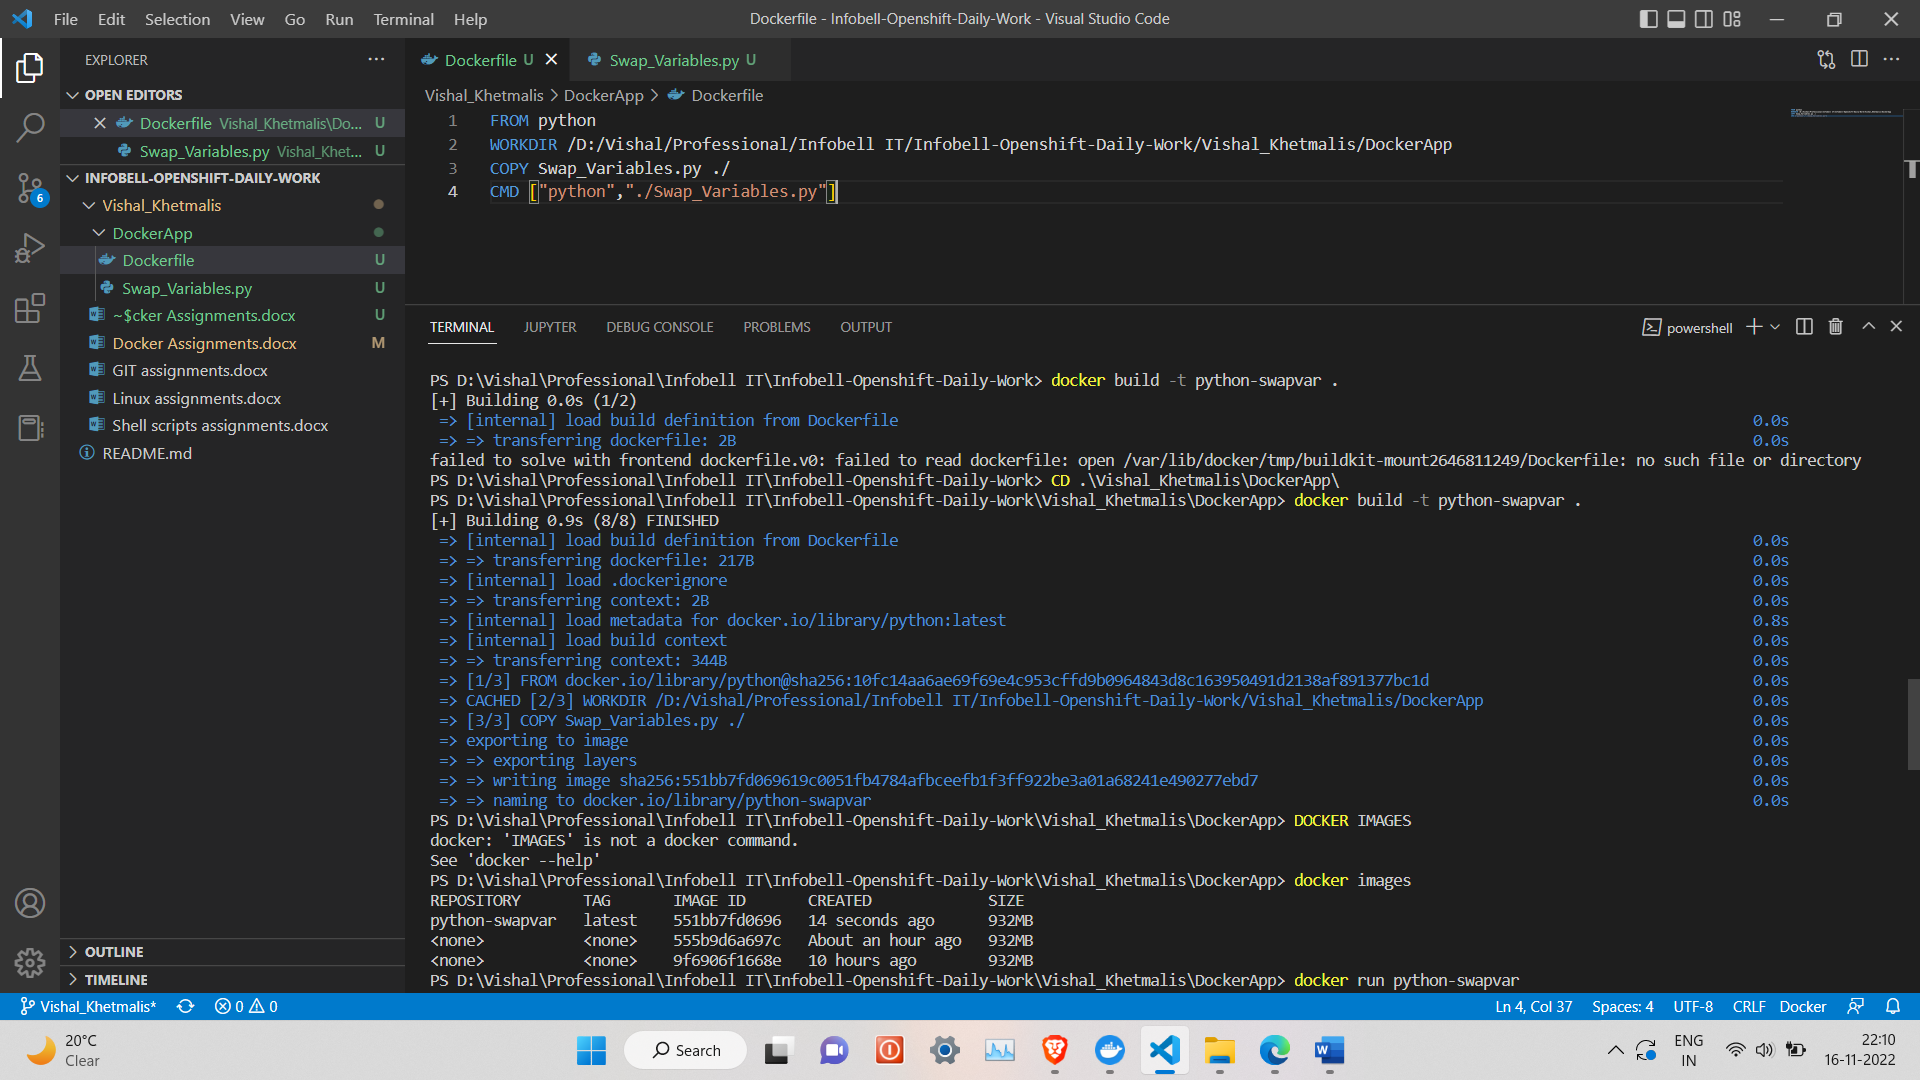 File Edit Selection View Go Run Terminal Help
Dockerfile - Infobell-Openshift-Daily-Work - Visual Studio Code
EXPLORER
OPEN EDITORS
Dockerfile Vishal_Khetmalis\Do... U
Swap_Variables.py Vishal_Khet... U
INFOBELL-OPENSHIFT-DAILY-WORK
Vishal_Khetmalis
DockerApp
Dockerfile U
Swap_Variables.py U
~$cker Assignments.docx U
Docker Assignments.docx M
GIT assignments.docx
Linux assignments.docx
Shell scripts assignments.docx
README.md
OUTLINE
TIMELINE
6
Dockerfile U
Swap_Variables.py U
Vishal_Khetmalis > DockerApp > Dockerfile
1 FROM python
2 WORKDIR /D:/Vishal/Professional/Infobell IT/Infobell-Openshift-Daily-Work/Vishal_Khetmalis/DockerApp
3 COPY Swap_Variables.py ./
4 CMD ["python","./Swap_Variables.py"]
TERMINAL JUPYTER DEBUG CONSOLE PROBLEMS OUTPUT
powershell
PS D:\Vishal\Professional\Infobell IT\Infobell-Openshift-Daily-Work> docker build -t python-swapvar .
[+] Building 0.0s (1/2)
=> [internal] load build definition from Dockerfile 0.0s
=> => transferring dockerfile: 2B 0.0s
failed to solve with frontend dockerfile.v0: failed to read dockerfile: open /var/lib/docker/tmp/buildkit-mount2646811249/Dockerfile: no such file or directory
PS D:\Vishal\Professional\Infobell IT\Infobell-Openshift-Daily-Work> CD .\Vishal_Khetmalis\DockerApp\
PS D:\Vishal\Professional\Infobell IT\Infobell-Openshift-Daily-Work\Vishal_Khetmalis\DockerApp> docker build -t python-swapvar .
[+] Building 0.9s (8/8) FINISHED
=> [internal] load build definition from Dockerfile 0.0s
=> => transferring dockerfile: 217B 0.0s
=> [internal] load .dockerignore 0.0s
=> => transferring context: 2B 0.0s
=> [internal] load metadata for docker.io/library/python:latest 0.8s
=> [internal] load build context 0.0s
=> => transferring context: 344B 0.0s
=> [1/3] FROM docker.io/library/python@sha256:10fc14aa6ae69f69e4c953cffd9b0964843d8c163950491d2138af891377bc1d 0.0s
=> CACHED [2/3] WORKDIR /D:/Vishal/Professional/Infobell IT/Infobell-Openshift-Daily-Work/Vishal_Khetmalis/DockerApp 0.0s
=> [3/3] COPY Swap_Variables.py ./ 0.0s
=> exporting to image 0.0s
=> => exporting layers 0.0s
=> => writing image sha256:551bb7fd069619c0051fb4784afbceefb1f3ff922be3a01a68241e490277ebd7 0.0s
=> => naming to docker.io/library/python-swapvar 0.0s
PS D:\Vishal\Professional\Infobell IT\Infobell-Openshift-Daily-Work\Vishal_Khetmalis\DockerApp> DOCKER IMAGES
docker: 'IMAGES' is not a docker command.
See 'docker --help'
PS D:\Vishal\Professional\Infobell IT\Infobell-Openshift-Daily-Work\Vishal_Khetmalis\DockerApp> docker images
REPOSITORY TAG IMAGE ID CREATED SIZE
python-swapvar latest 551bb7fd0696 14 seconds ago 932MB
<none> <none> 555b9d6a697c About an hour ago 932MB
<none> <none> 9f6906f1668e 10 hours ago 932MB
PS D:\Vishal\Professional\Infobell IT\Infobell-Openshift-Daily-Work\Vishal_Khetmalis\DockerApp> docker run python-swapvar
Vishal_Khetmalis* 0 0
Ln 4, Col 37 Spaces: 4 UTF-8 CRLF Docker
20°C
Clear
Search
ENG
IN
22:10
16-11-2022